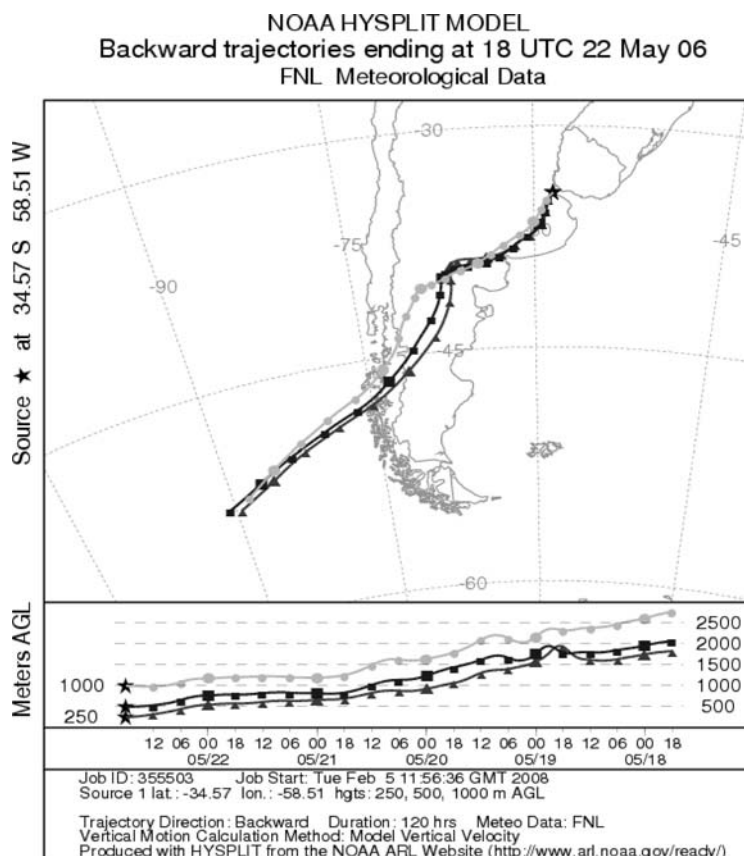 NOAA HYSPLIT MODEL
Backward trajectories ending at 18 UTC 22 May 06
FNL Meteorological Data
Source ★ at 34.57 S 58.51 W
-30
-75
-45
-90
-45
-60
Meters AGL
2500
2000
1500
1000 1000
500
250
12 06 00 18 12 06 00 18 12 06 00 18 12 06 00 18 12 06 00 18
05/22 05/21 05/20 05/19 05/18
Job ID: 355503 Job Start: Tue Feb 5 11:56:36 GMT 2008
Source 1 lat.: -34.57 lon.: -58.51 hgts: 250, 500, 1000 m AGL
Trajectory Direction: Backward Duration: 120 hrs Meteo Data: FNL
Vertical Motion Calculation Method: Model Vertical Velocity
Produced with HYSPLIT from the NOAA ARL Website (http://www.arl.noaa.gov/ready/)